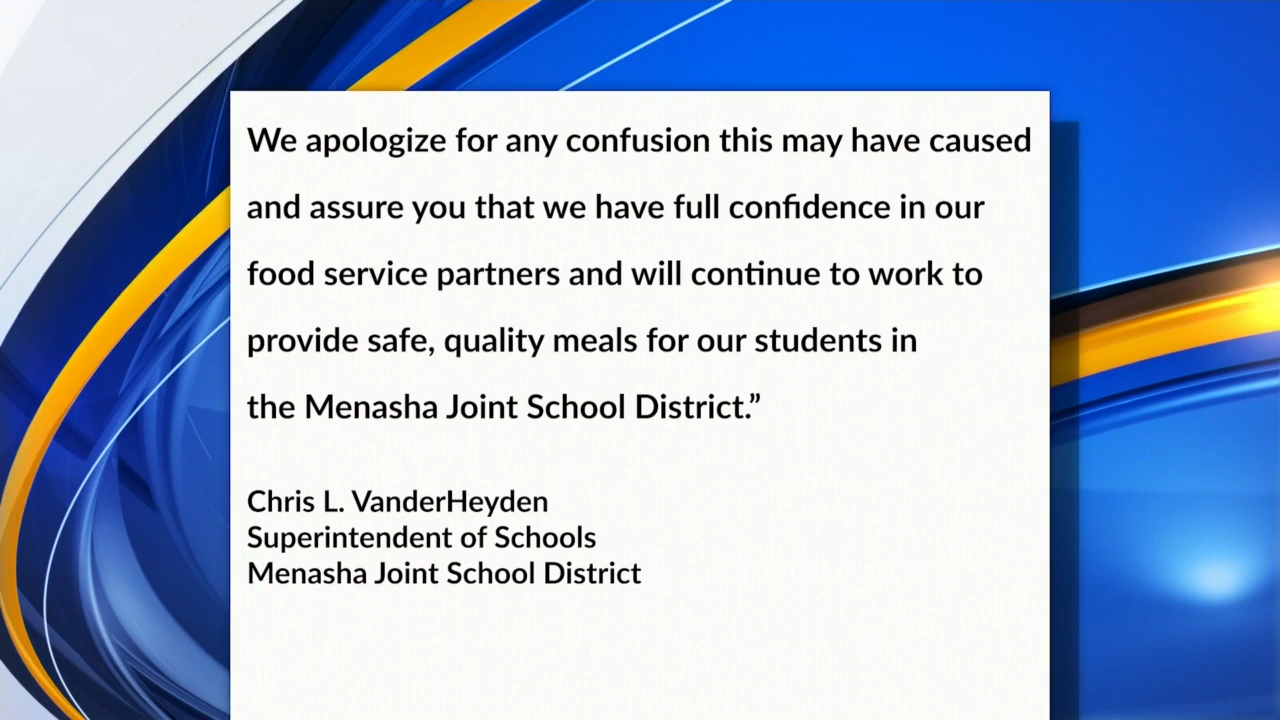 We apologize for any confusion this may have caused
and assure you that we have full confidence in our
food service partners and will continue to work to
provide safe, quality meals for our students in
the Menasha Joint School District.”
Chris L. VanderHeyden
Superintendent of Schools
Menasha Joint School District